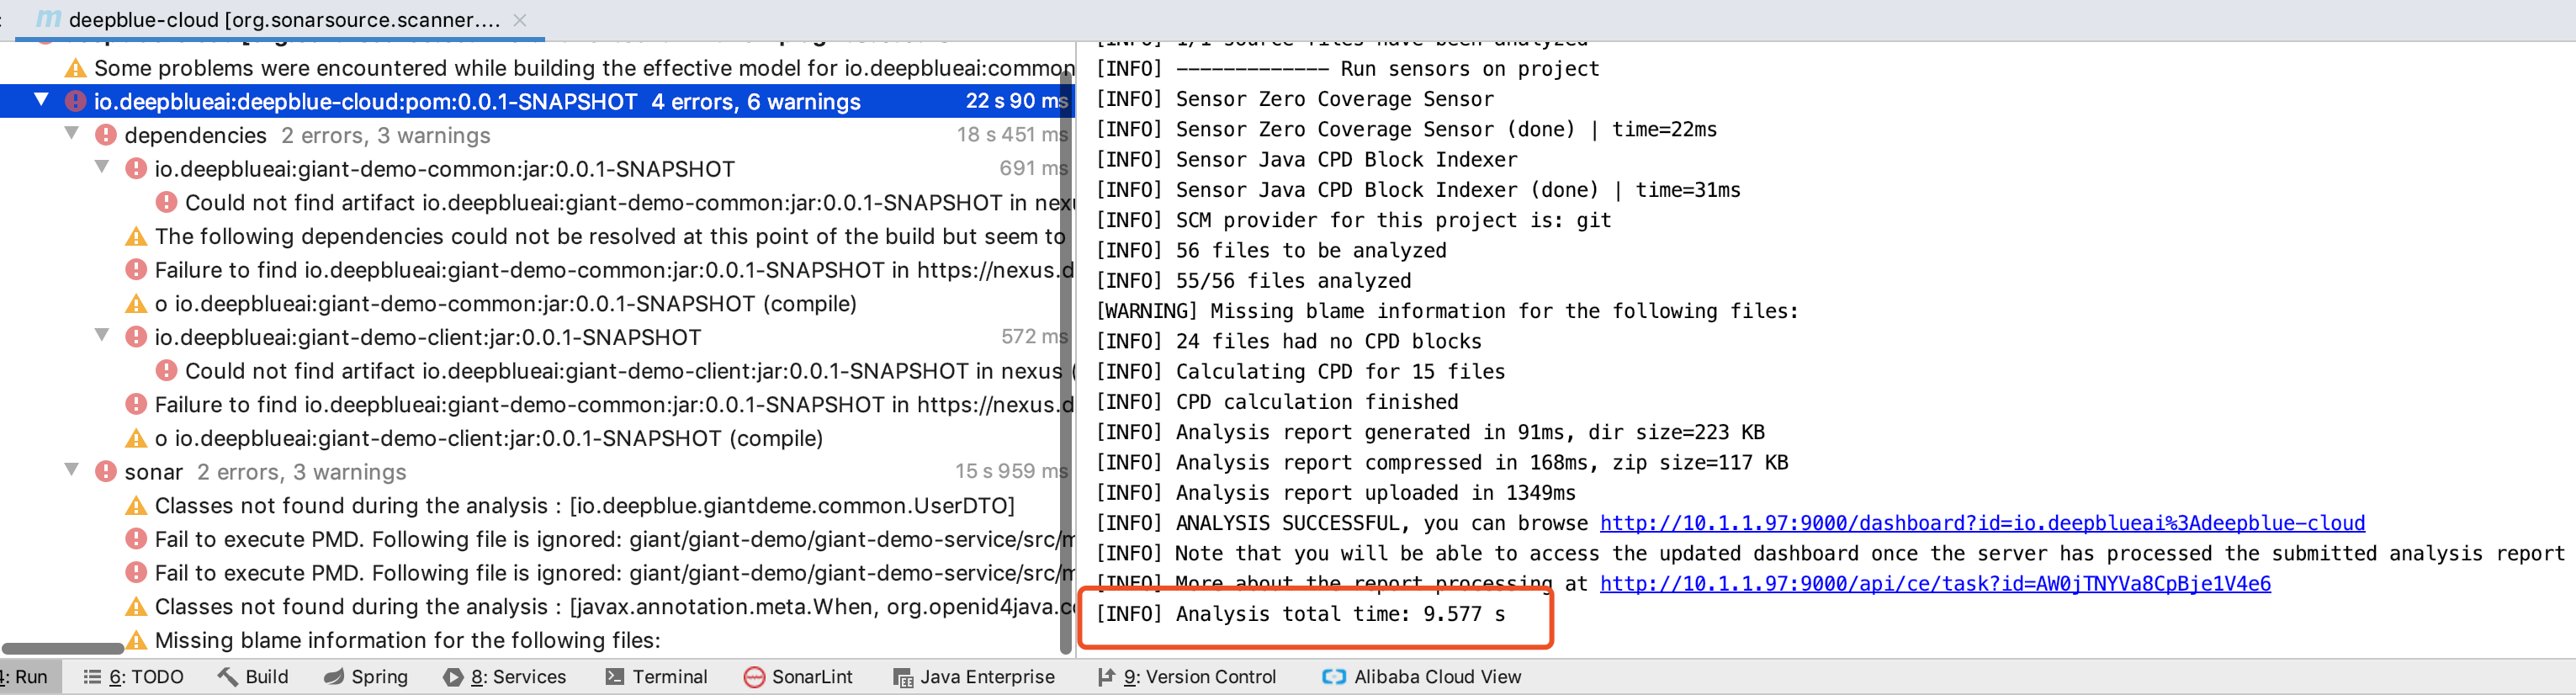 deepblue-cloud [org.sonarsource.scanner....
Some problems were encountered while building the effective model for io.deepblueai:common
io.deepblueai:deepblue-cloud:pom:0.0.1-SNAPSHOT 4 errors, 6 warnings 22 s 90 ms
dependencies 2 errors, 3 warnings 18 s 451 ms
io.deepblueai:giant-demo-common:jar:0.0.1-SNAPSHOT 691 ms
Could not find artifact io.deepblueai:giant-demo-common:jar:0.0.1-SNAPSHOT in nex
The following dependencies could not be resolved at this point of the build but seem to
Failure to find io.deepblueai:giant-demo-common:jar:0.0.1-SNAPSHOT in https://nexus.d
o io.deepblueai:giant-demo-common:jar:0.0.1-SNAPSHOT (compile)
io.deepblueai:giant-demo-client:jar:0.0.1-SNAPSHOT 572 ms
Could not find artifact io.deepblueai:giant-demo-client:jar:0.0.1-SNAPSHOT in nexus (
Failure to find io.deepblueai:giant-demo-common:jar:0.0.1-SNAPSHOT in https://nexus.d
o io.deepblueai:giant-demo-client:jar:0.0.1-SNAPSHOT (compile)
sonar 2 errors, 3 warnings 15 s 959 ms
Classes not found during the analysis : [io.deepblue.giantdeme.common.UserDTO]
Fail to execute PMD. Following file is ignored: giant/giant-demo/giant-demo-service/src/m
Fail to execute PMD. Following file is ignored: giant/giant-demo/giant-demo-service/src/m
Classes not found during the analysis : [javax.annotation.meta.When, org.openid4java.co
Missing blame information for the following files:
[INFO] 1/1 source files have been analyzed
[INFO] ------------- Run sensors on project
[INFO] Sensor Zero Coverage Sensor
[INFO] Sensor Zero Coverage Sensor (done) | time=22ms
[INFO] Sensor Java CPD Block Indexer
[INFO] Sensor Java CPD Block Indexer (done) | time=31ms
[INFO] SCM provider for this project is: git
[INFO] 56 files to be analyzed
[INFO] 55/56 files analyzed
[WARNING] Missing blame information for the following files:
[INFO] 24 files had no CPD blocks
[INFO] Calculating CPD for 15 files
[INFO] CPD calculation finished
[INFO] Analysis report generated in 91ms, dir size=223 KB
[INFO] Analysis report compressed in 168ms, zip size=117 KB
[INFO] Analysis report uploaded in 1349ms
[INFO] ANALYSIS SUCCESSFUL, you can browse http://10.1.1.97:9000/dashboard?id=io.deepblueai%3Adeepblue-cloud
[INFO] Note that you will be able to access the updated dashboard once the server has processed the submitted analysis report
[INFO] More about the report processing at http://10.1.1.97:9000/api/ce/task?id=AW0jTNYVa8CpBje1V4e6
[INFO] Analysis total time: 9.577 s
4: Run 6: TODO Build Spring 8: Services Terminal SonarLint Java Enterprise 9: Version Control Alibaba Cloud View